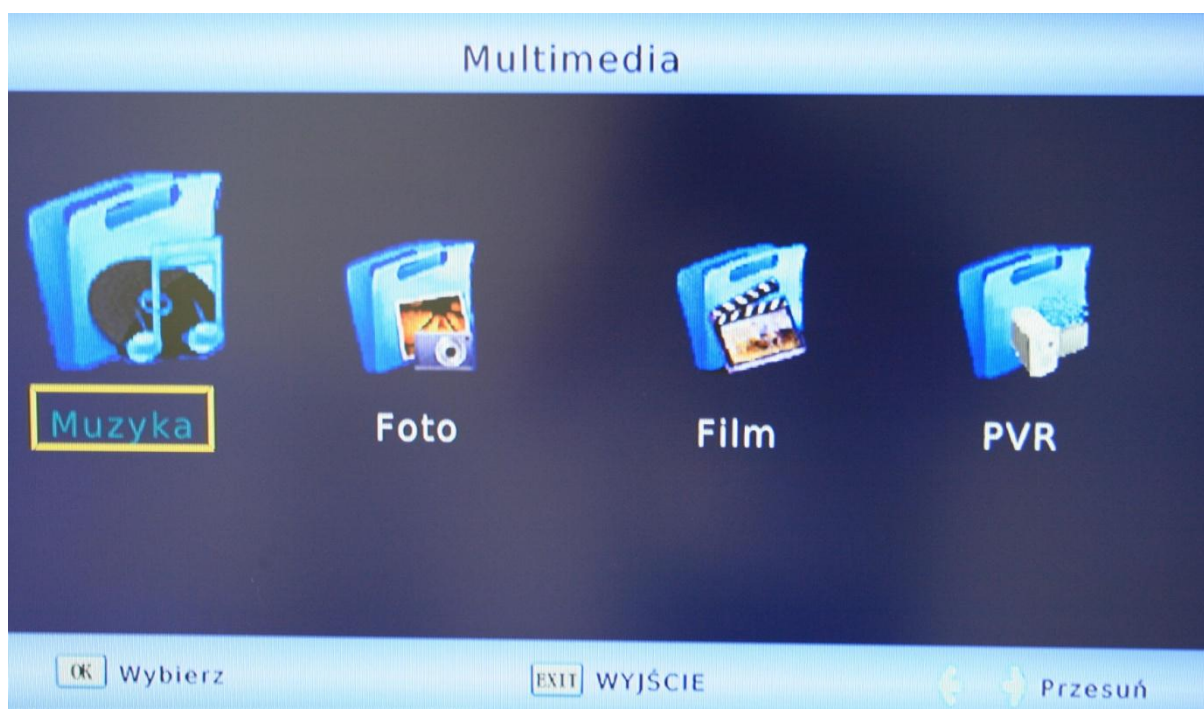 Multimedia
Muzyka
Foto
Film
PVR
OK Wybierz
EXIT WYJŚCIE
Przesuń